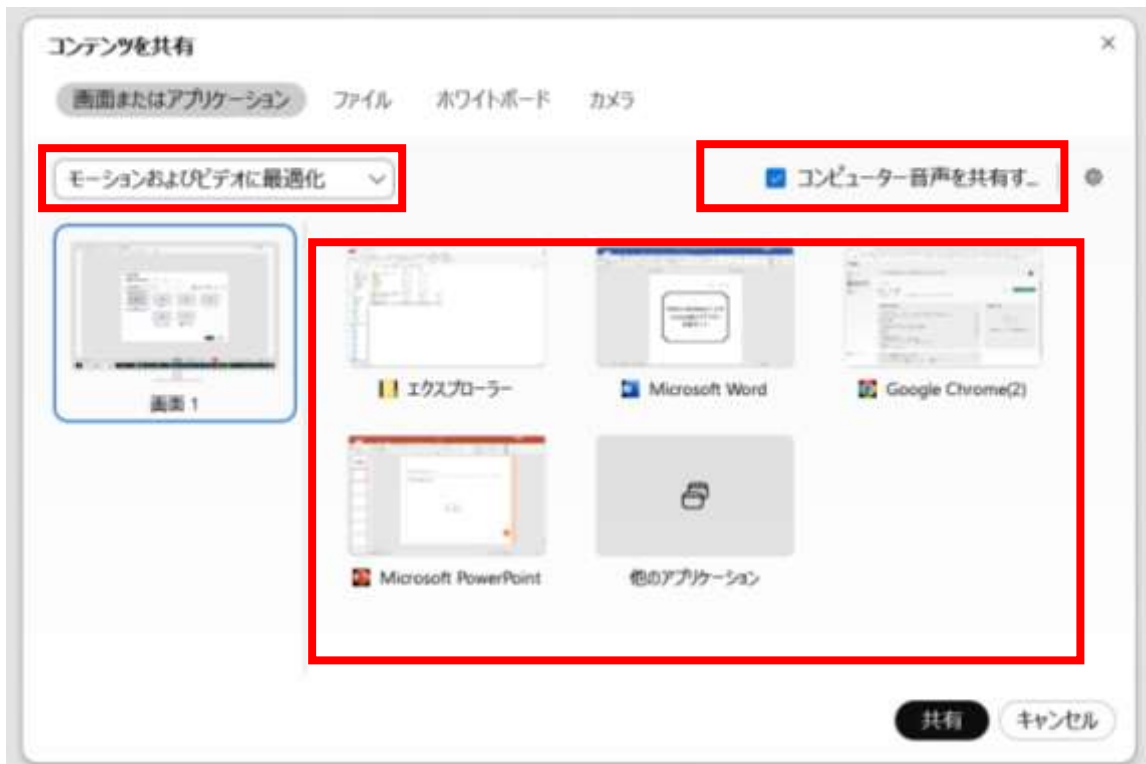 コンテンツを共有
画面またはアプリケーション ファイル ホワイトボード カメラ
モーションおよびビデオに最適化
コンピューター音声を共有す...
画面 1
エクスプローラー
Microsoft Word
Google Chrome(2)
Microsoft PowerPoint
他のアプリケーション
共有 キャンセル